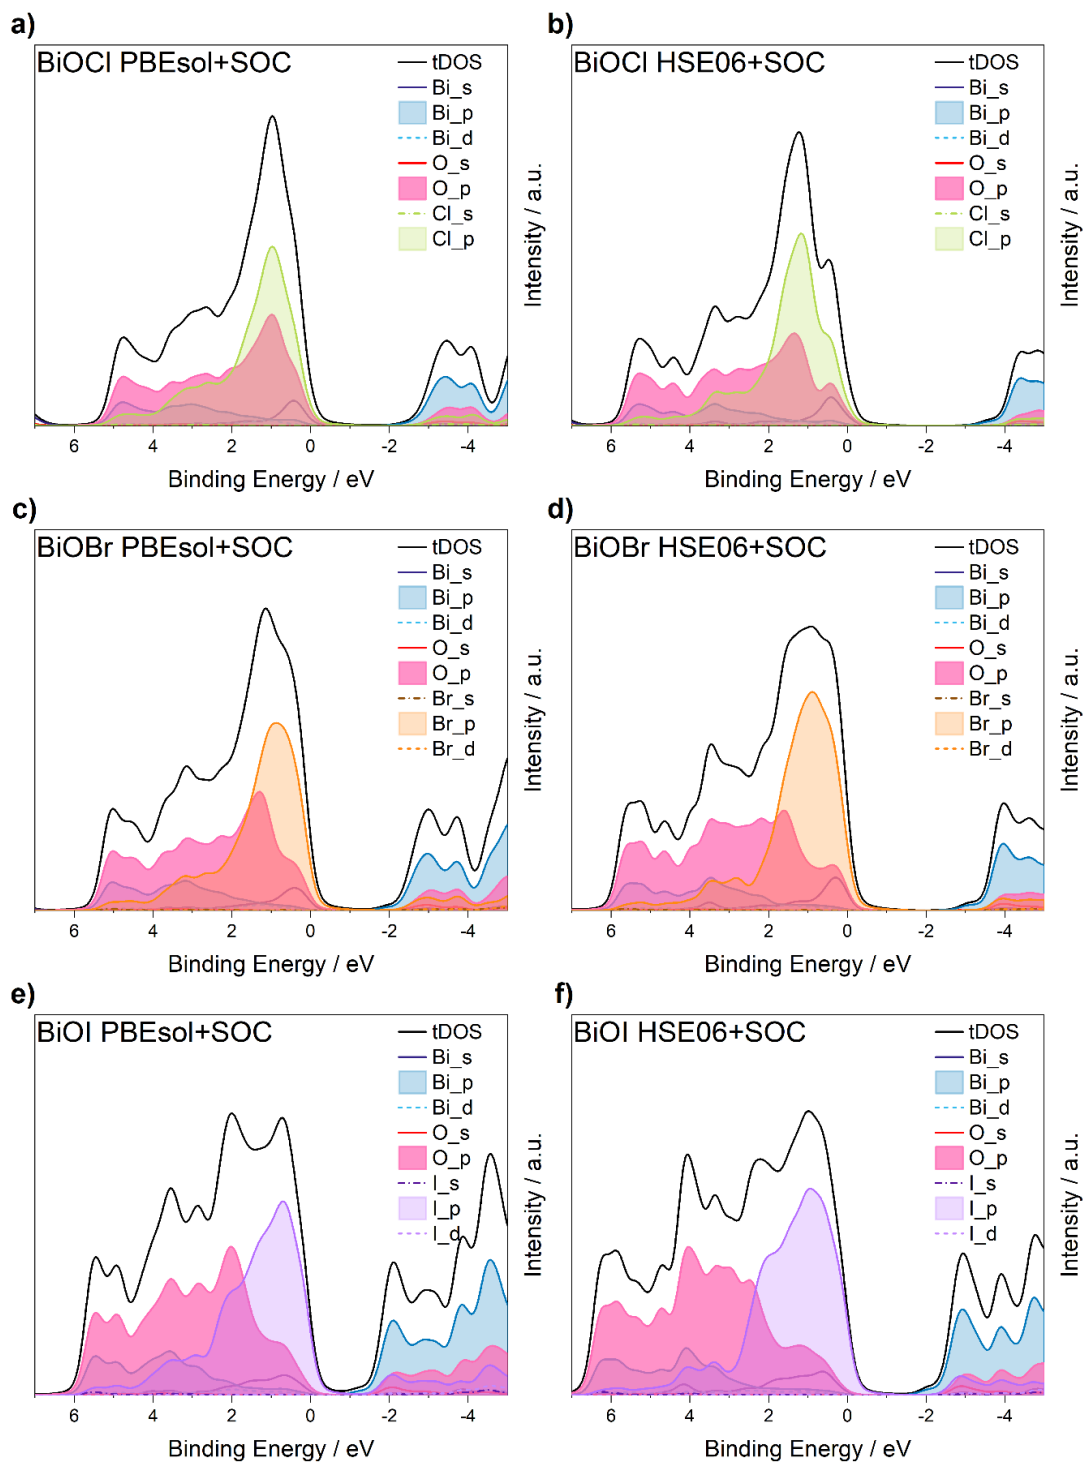 a)
BiOCl PBEsol+SOC
tDOS
Bi_s
Bi_p
Bi_d
O_s
O_p
Cl_s
Cl_p
Intensity / a.u.
6 4 2 0 -2 -4
Binding Energy / eV
b)
BiOCl HSE06+SOC
tDOS
Bi_s
Bi_p
Bi_d
O_s
O_p
Cl_s
Cl_p
Intensity / a.u.
6 4 2 0 -2 -4
Binding Energy / eV
c)
BiOBr PBEsol+SOC
tDOS
Bi_s
Bi_p
Bi_d
O_s
O_p
Br_s
Br_p
Br_d
Intensity / a.u.
6 4 2 0 -2 -4
Binding Energy / eV
d)
BiOBr HSE06+SOC
tDOS
Bi_s
Bi_p
Bi_d
O_s
O_p
Br_s
Br_p
Br_d
Intensity / a.u.
6 4 2 0 -2 -4
Binding Energy / eV
e)
BiOI PBEsol+SOC
tDOS
Bi_s
Bi_p
Bi_d
O_s
O_p
I_s
I_p
I_d
Intensity / a.u.
6 4 2 0 -2 -4
Binding Energy / eV
f)
BiOI HSE06+SOC
tDOS
Bi_s
Bi_p
Bi_d
O_s
O_p
I_s
I_p
I_d
Intensity / a.u.
6 4 2 0 -2 -4
Binding Energy / eV